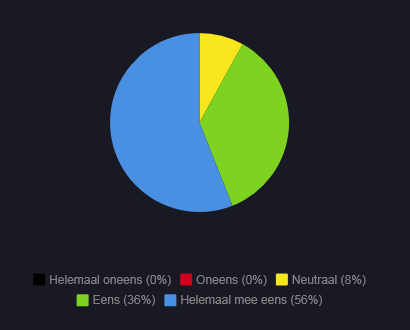 Helemaal oneens (0%) Oneens (0%) Neutraal (8%)
Eens (36%) Helemaal mee eens (56%)